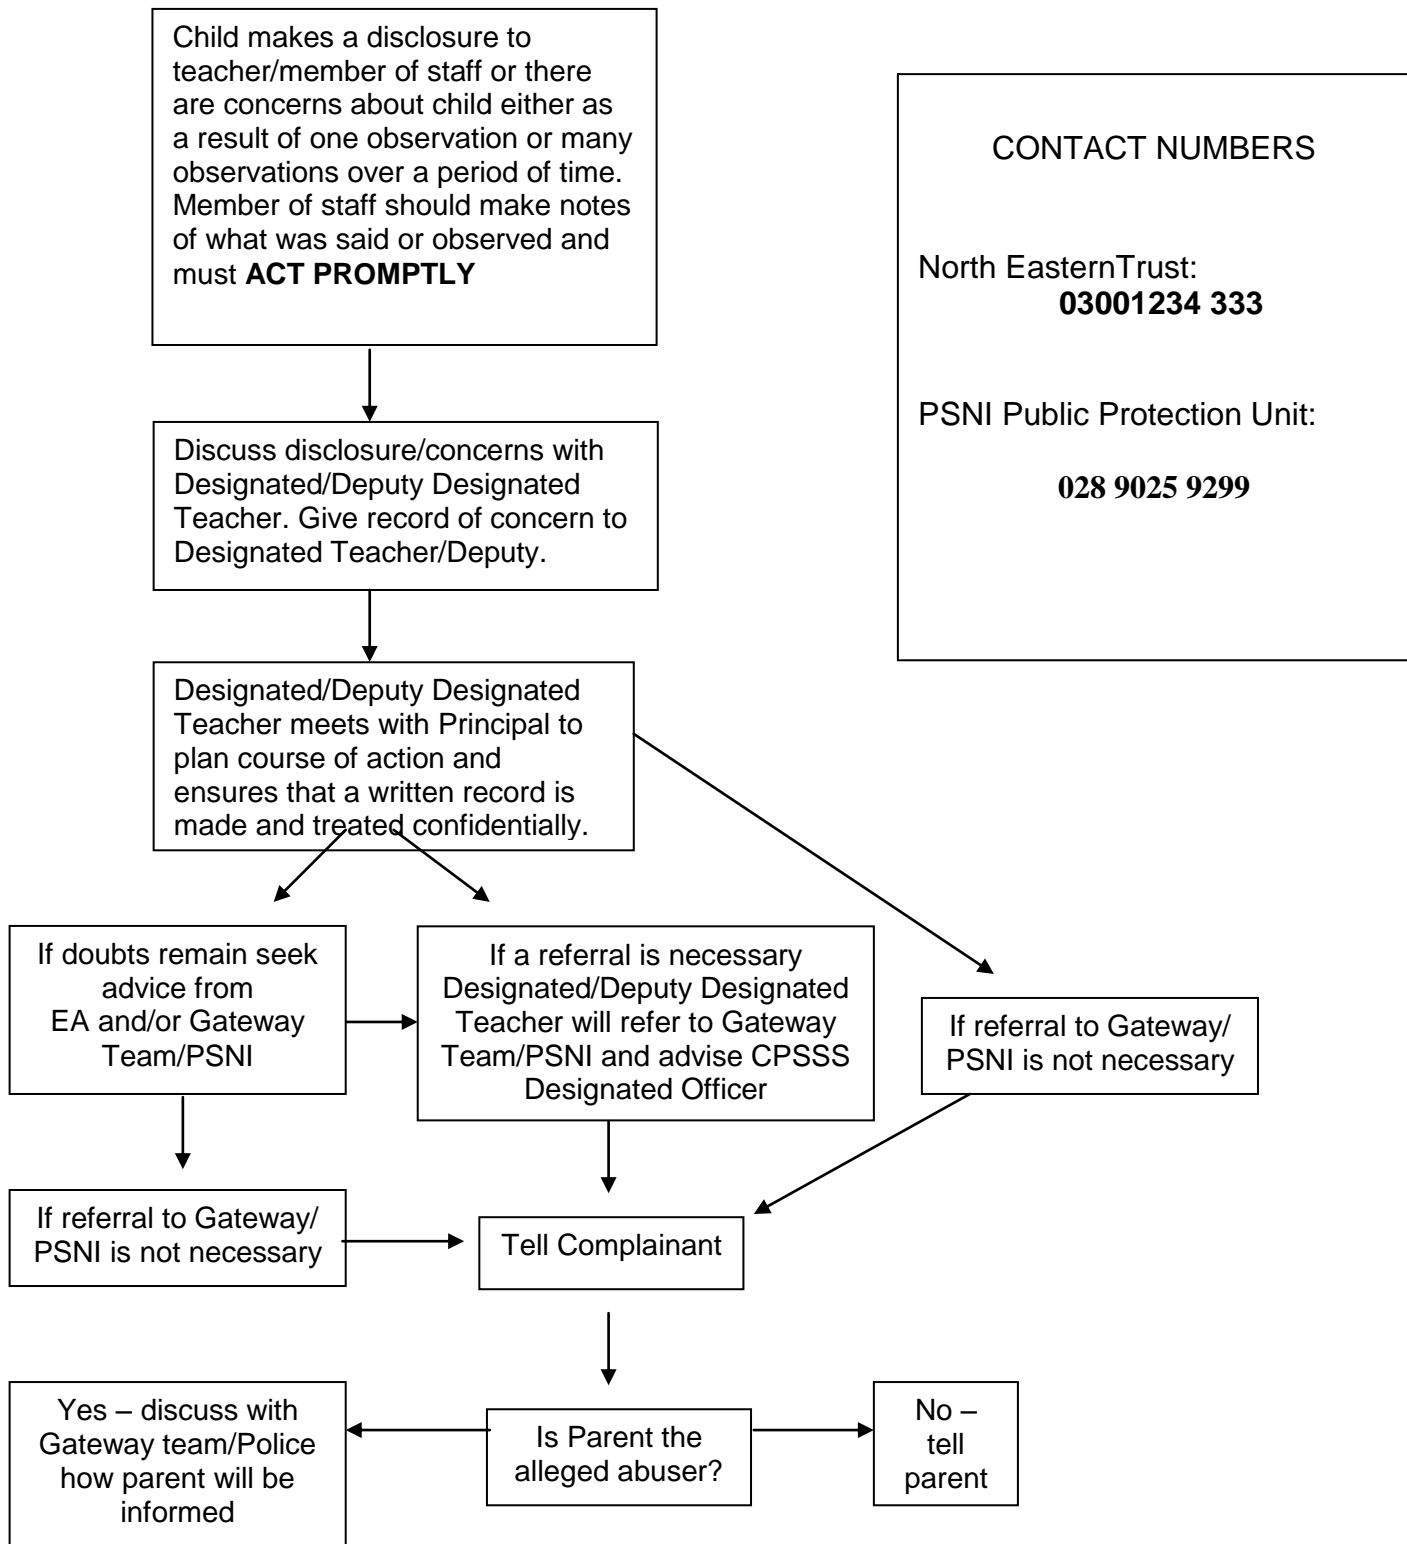 Child makes a disclosure to
teacher/member of staff or there
are concerns about child either as
a result of one observation or many
observations over a period of time.
Member of staff should make notes
of what was said or observed and
must ACT PROMPTLY
CONTACT NUMBERS
North EasternTrust:
03001234 333
PSNI Public Protection Unit:
028 9025 9299
Discuss disclosure/concerns with
Designated/Deputy Designated
Teacher. Give record of concern to
Designated Teacher/Deputy.
Designated/Deputy Designated
Teacher meets with Principal to
plan course of action and
ensures that a written record is
made and treated confidentially.
If doubts remain seek
advice from
EA and/or Gateway
Team/PSNI
If a referral is necessary
Designated/Deputy Designated
Teacher will refer to Gateway
Team/PSNI and advise CPSSS
Designated Officer
If referral to Gateway/
PSNI is not necessary
If referral to Gateway/
PSNI is not necessary
Tell Complainant
Yes – discuss with
Gateway team/Police
how parent will be
informed
Is Parent the
alleged abuser?
No –
tell
parent